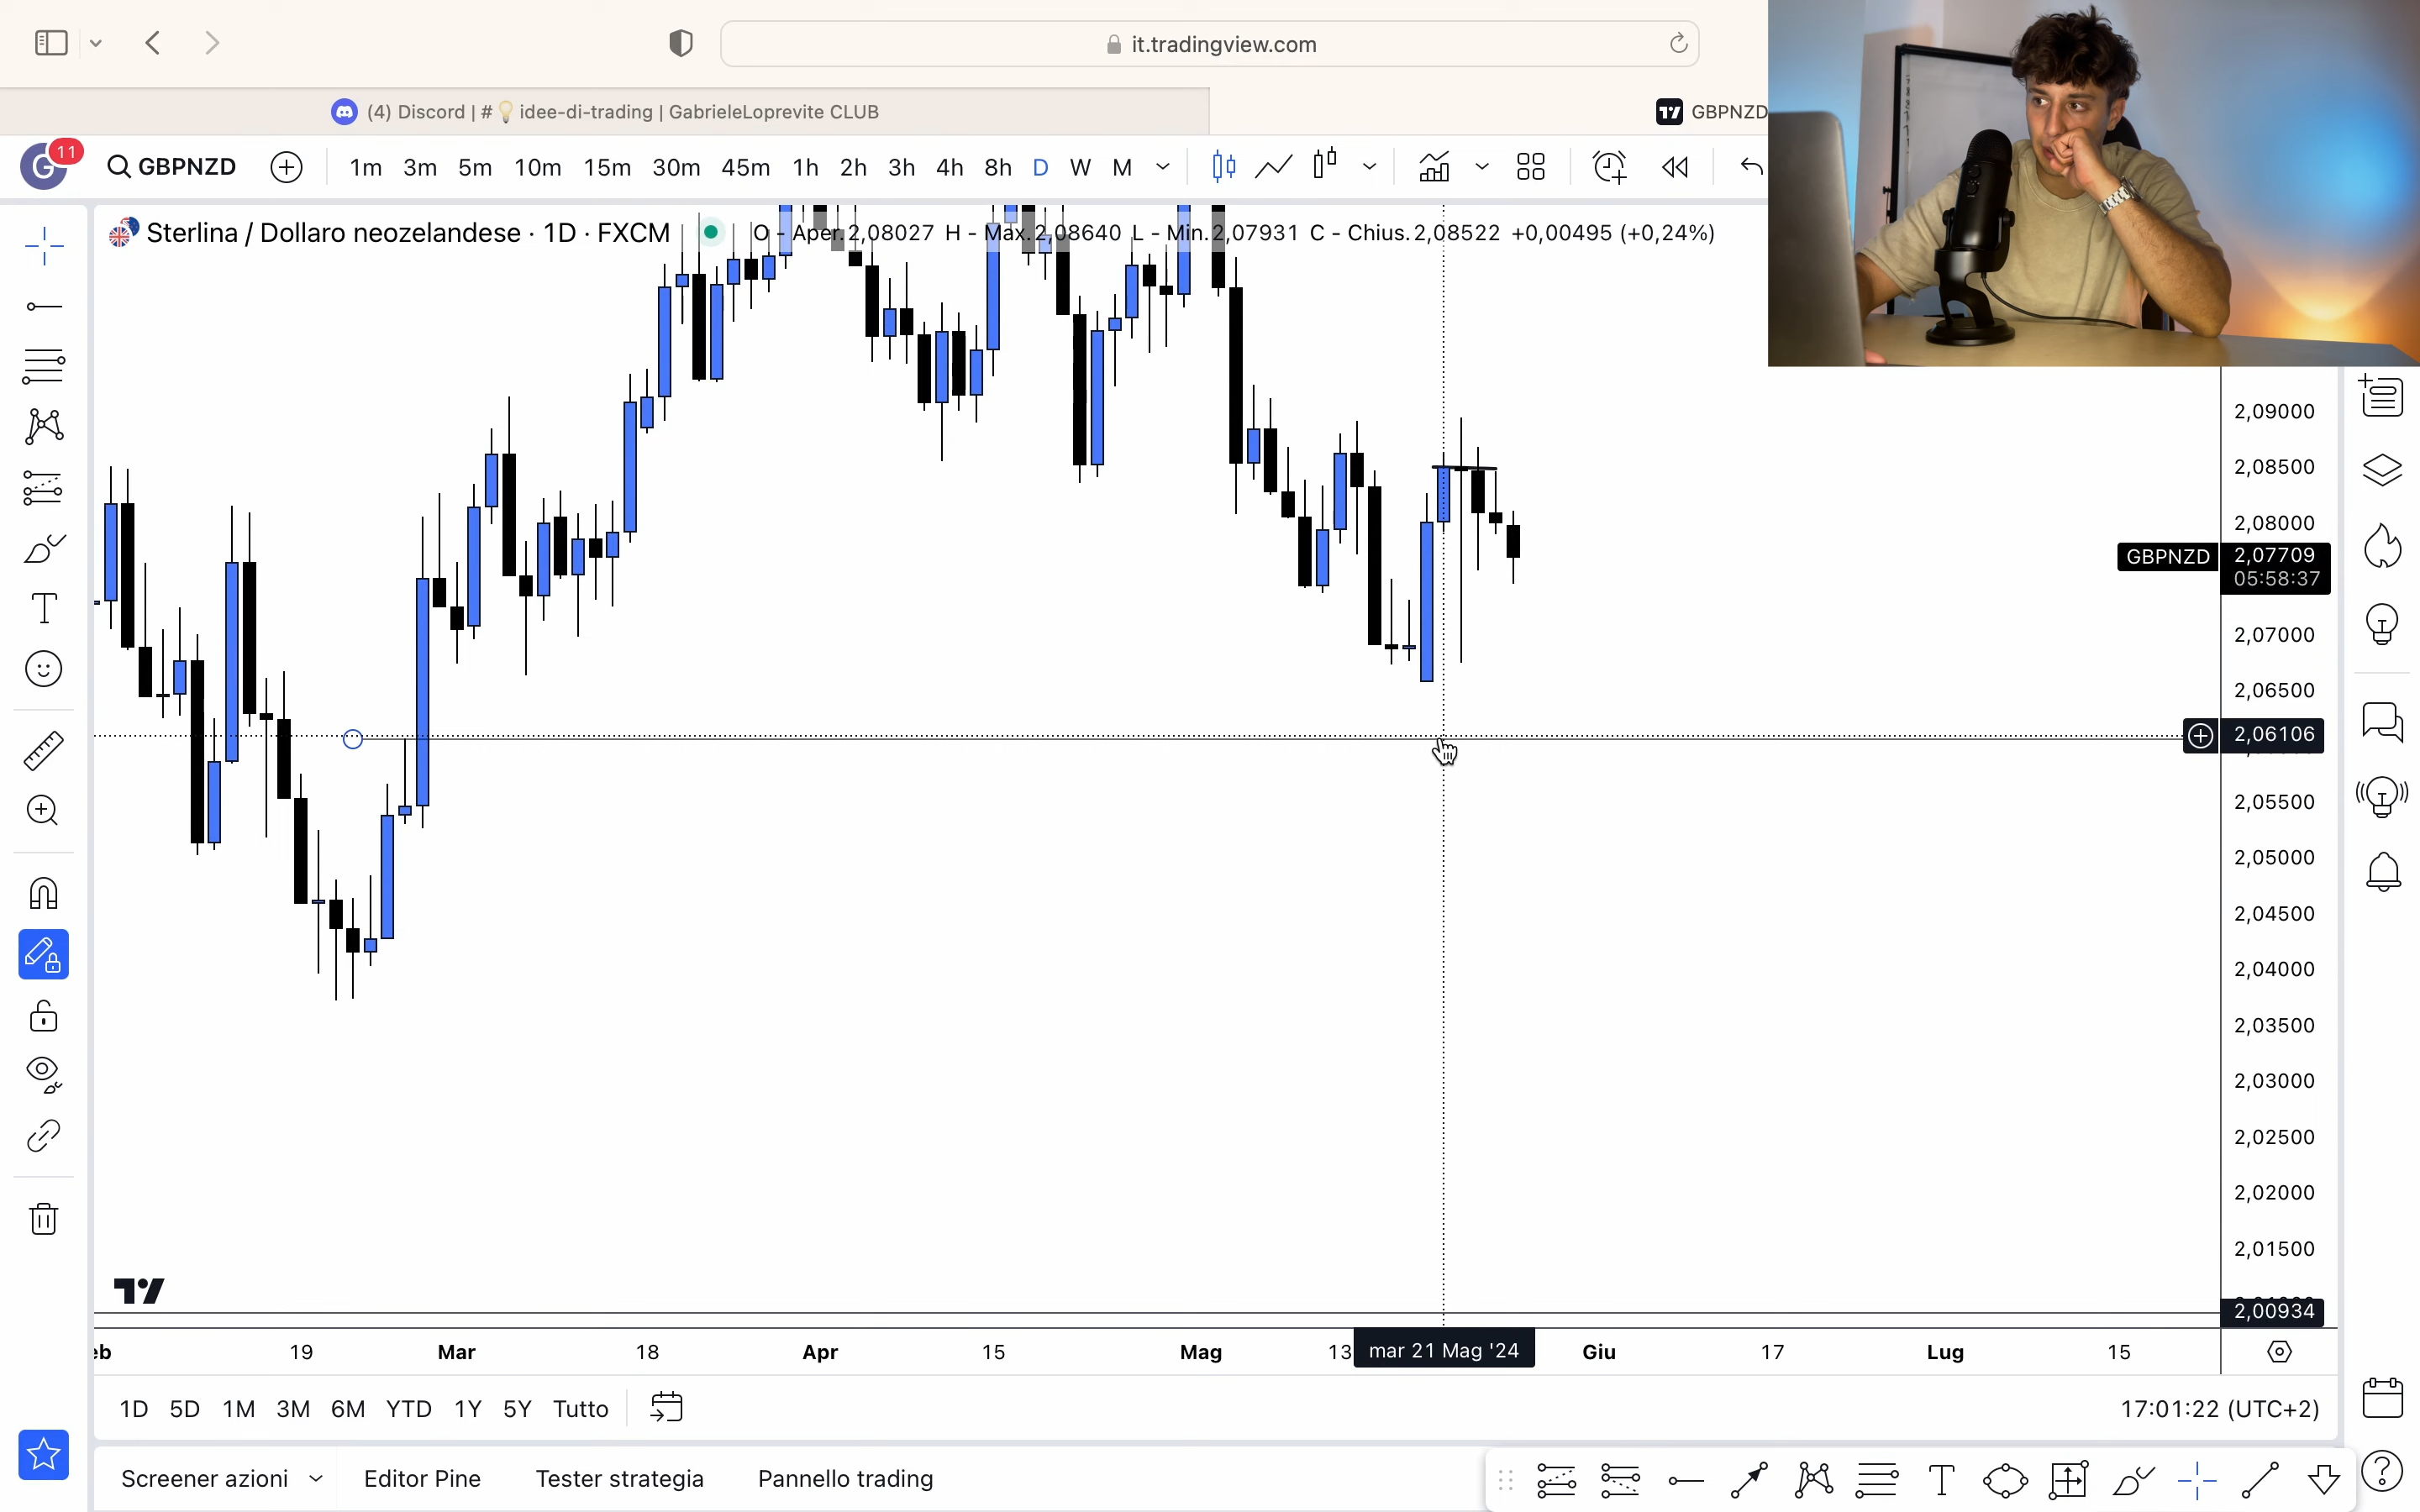 it.tradingview.com
(4) Discord | #💡 idee-di-trading | GabrieleLoprevite CLUB
GBPNZD
G 11
GBPNZD
1m 3m 5m 10m 15m 30m 45m 1h 2h 3h 4h 8h D W M
Sterlina / Dollaro neozelandese · 1D · FXCM
O - Aper.2,08027 H - Máx.2,08640 L - Min.2,07931 C - Chius.2,08522 +0,00495 (+0,24%)
2,09000
2,08500
2,08000
GBPNZD 2,07709
05:58:37
2,07000
2,06500
2,06106
2,05500
2,05000
2,04500
2,04000
2,03500
2,03000
2,02500
2,02000
2,01500
2,00934
19 Mar 18 Apr 15 Mag 13 mar 21 Mag '24 Giu 17 Lug 15
1D 5D 1M 3M 6M YTD 1Y 5Y Tutto
17:01:22 (UTC+2)
Screener azioni Editor Pine Tester strategia Pannello trading